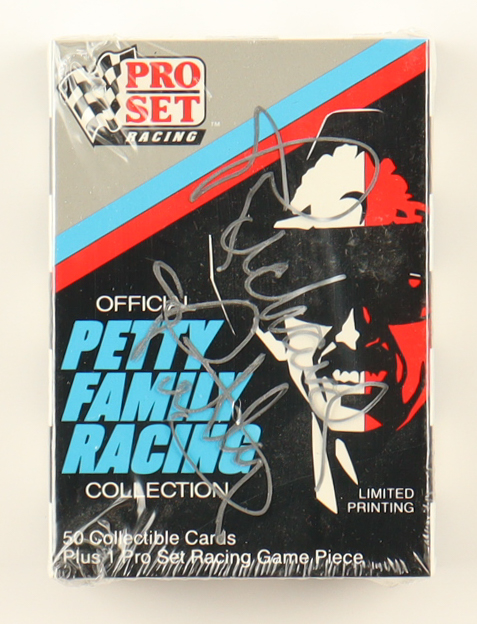 PRO
SET
RACING
TM
OFFICIAL
PETTY
FAMILY
RACING
COLLECTION
LIMITED
PRINTING
50 Collectible Cards
Plus 1 Pro Set Racing Game Piece